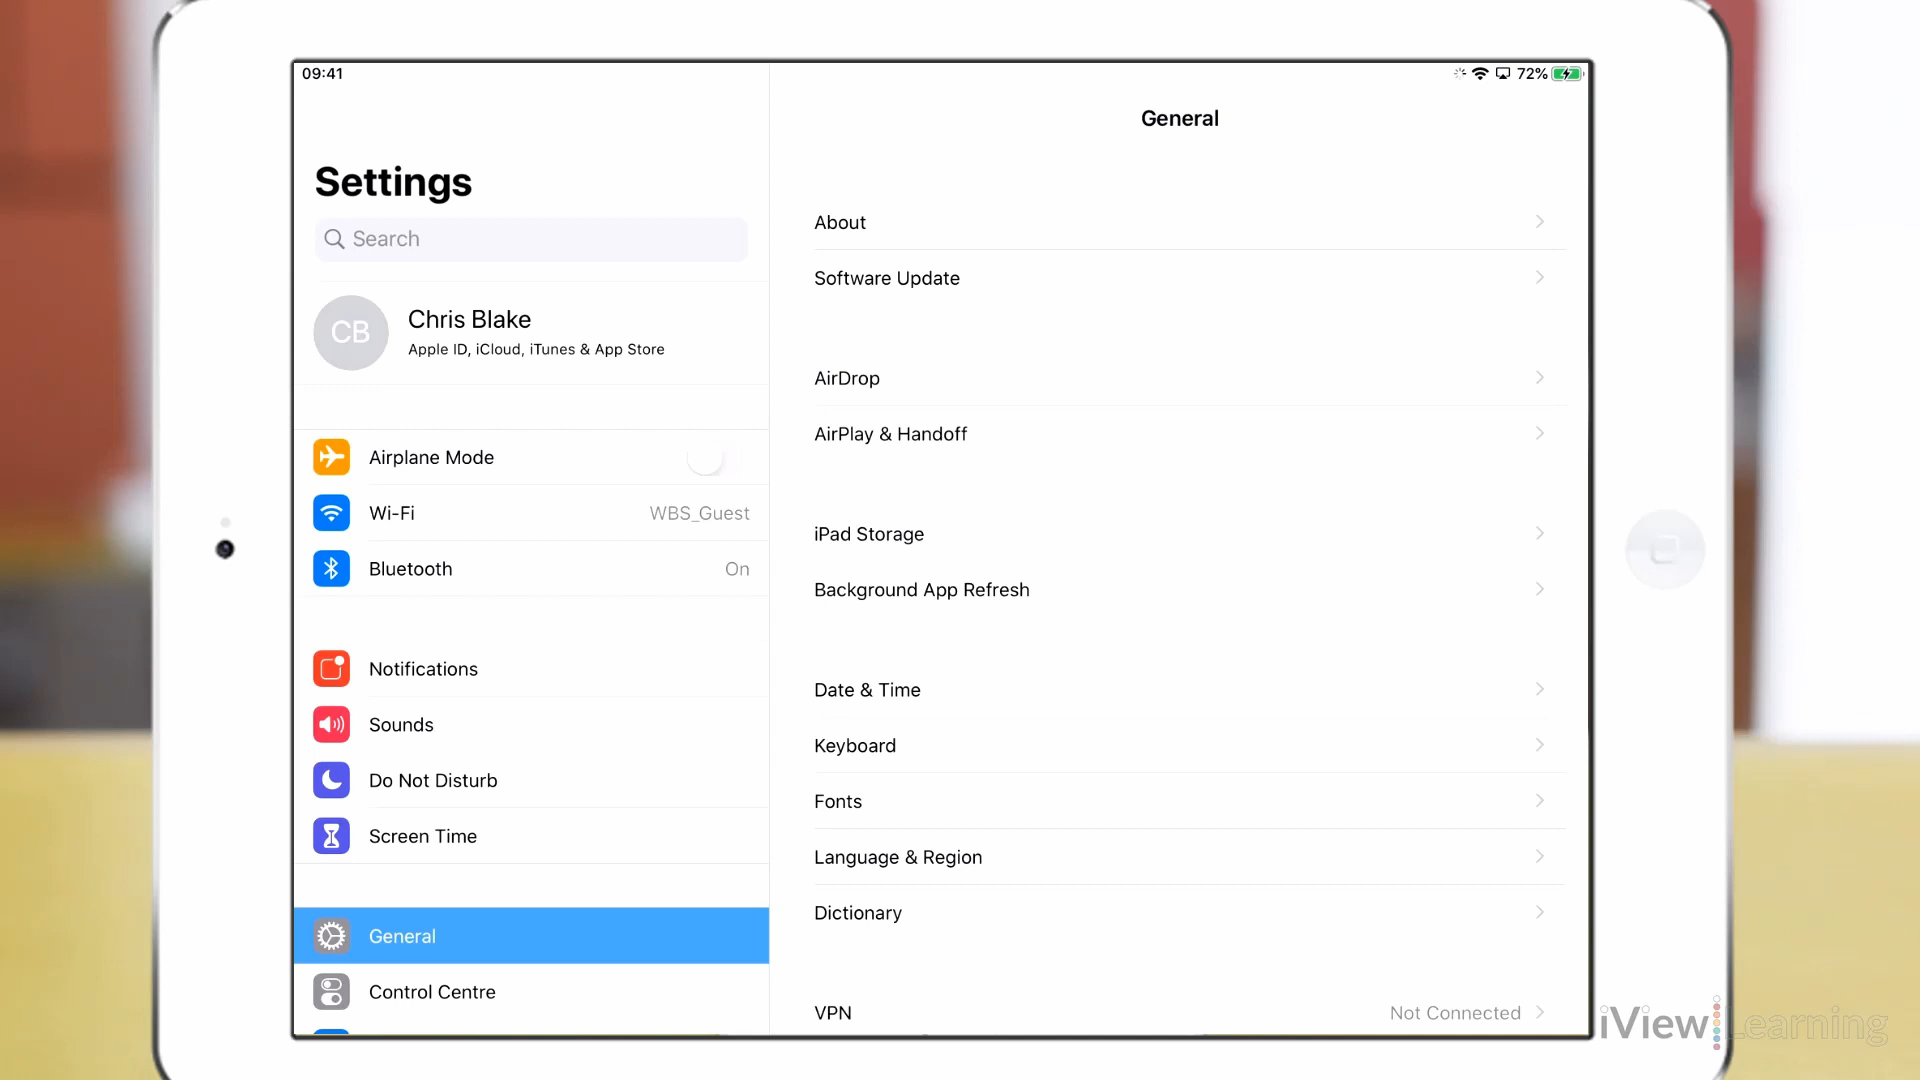 09:41
72%
Settings
Search
CB
Chris Blake
Apple ID, iCloud, iTunes & App Store
Airplane Mode
Wi-Fi WBS_Guest
Bluetooth On
Notifications
Sounds
Do Not Disturb
Screen Time
General
Control Centre
General
About
Software Update
AirDrop
AirPlay & Handoff
iPad Storage
Background App Refresh
Date & Time
Keyboard
Fonts
Language & Region
Dictionary
VPN Not Connected
iView Learning